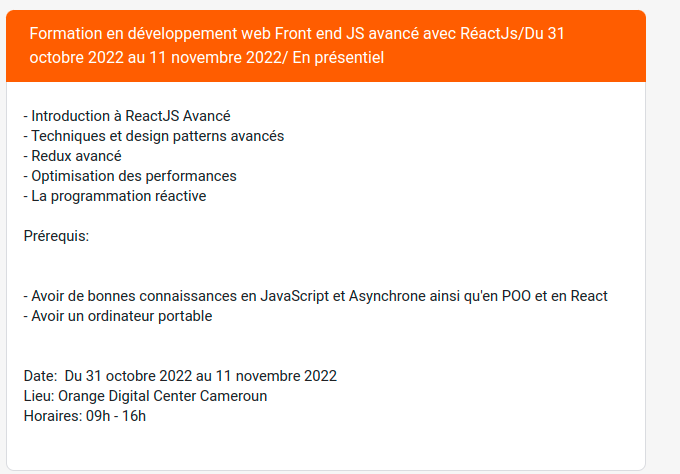 Formation en développement web Front end JS avancé avec RéactJs/Du 31
octobre 2022 au 11 novembre 2022/ En présentiel
- Introduction à ReactJS Avancé
- Techniques et design patterns avancés
- Redux avancé
- Optimisation des performances
- La programmation réactive
Prérequis:
- Avoir de bonnes connaissances en JavaScript et Asynchrone ainsi qu'en POO et en React
- Avoir un ordinateur portable
Date:  Du 31 octobre 2022 au 11 novembre 2022
Lieu: Orange Digital Center Cameroun
Horaires: 09h - 16h